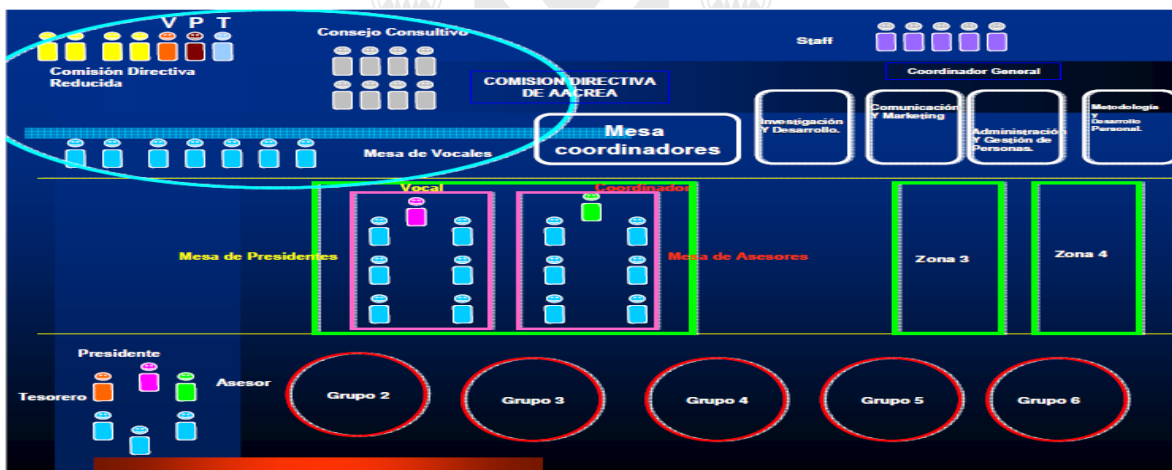 V P T
Comisión Directiva
Reducida
Consejo Consultivo
Staff
COMISION DIRECTIVA
DE AACREA
Coordinador General
Mesa
coordinadores
Investigación
Y Desarrollo.
Comunicación
Y Marketing
Administración
Y Gestión de
Personas.
Metodología
Y
Desarrollo
Personal.
Mesa de Vocales
Vocal
Coordinador
Mesa de Presidentes
Mesa de Asesores
Zona 3
Zona 4
Presidente
Tesorero
Asesor
Grupo 2
Grupo 3
Grupo 4
Grupo 5
Grupo 6